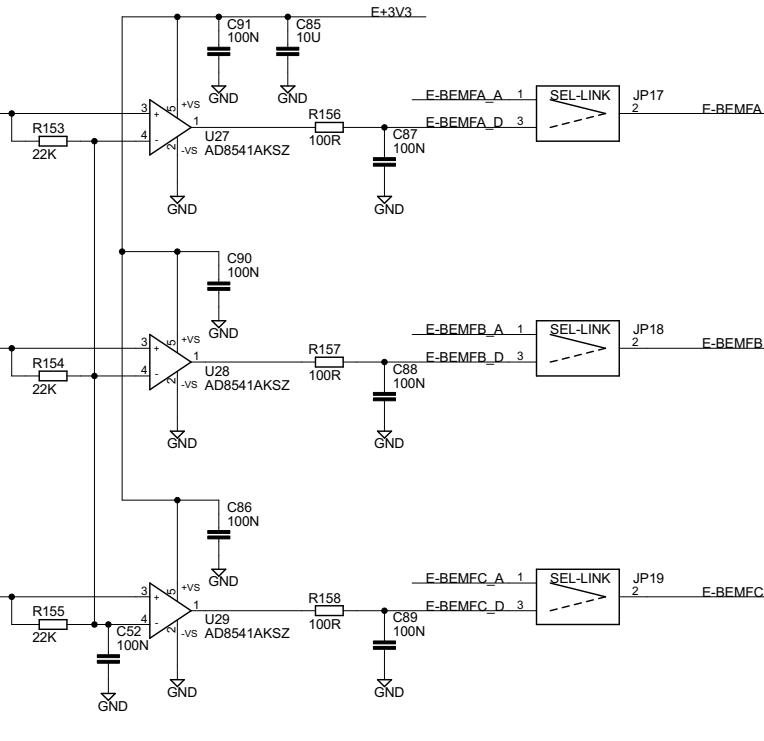 E+3V3
C91
100N
C85
10U
GND
GND
3
+
5
+VS
R153
22K
4
-
2
-VS
1
U27
AD8541AKSZ
GND
R156
100R
C87
100N
GND
E-BEMFA_A
1
E-BEMFA_D
3
SEL-LINK
JP17
2
E-BEMFA
C90
100N
GND
3
+
5
+VS
R154
22K
4
-
2
-VS
1
U28
AD8541AKSZ
GND
R157
100R
C88
100N
GND
E-BEMFB_A
1
E-BEMFB_D
3
SEL-LINK
JP18
2
E-BEMFB
C86
100N
GND
3
+
5
+VS
R155
22K
4
-
2
-VS
1
U29
AD8541AKSZ
C52
100N
GND
GND
R158
100R
C89
100N
GND
E-BEMFC_A
1
E-BEMFC_D
3
SEL-LINK
JP19
2
E-BEMFC